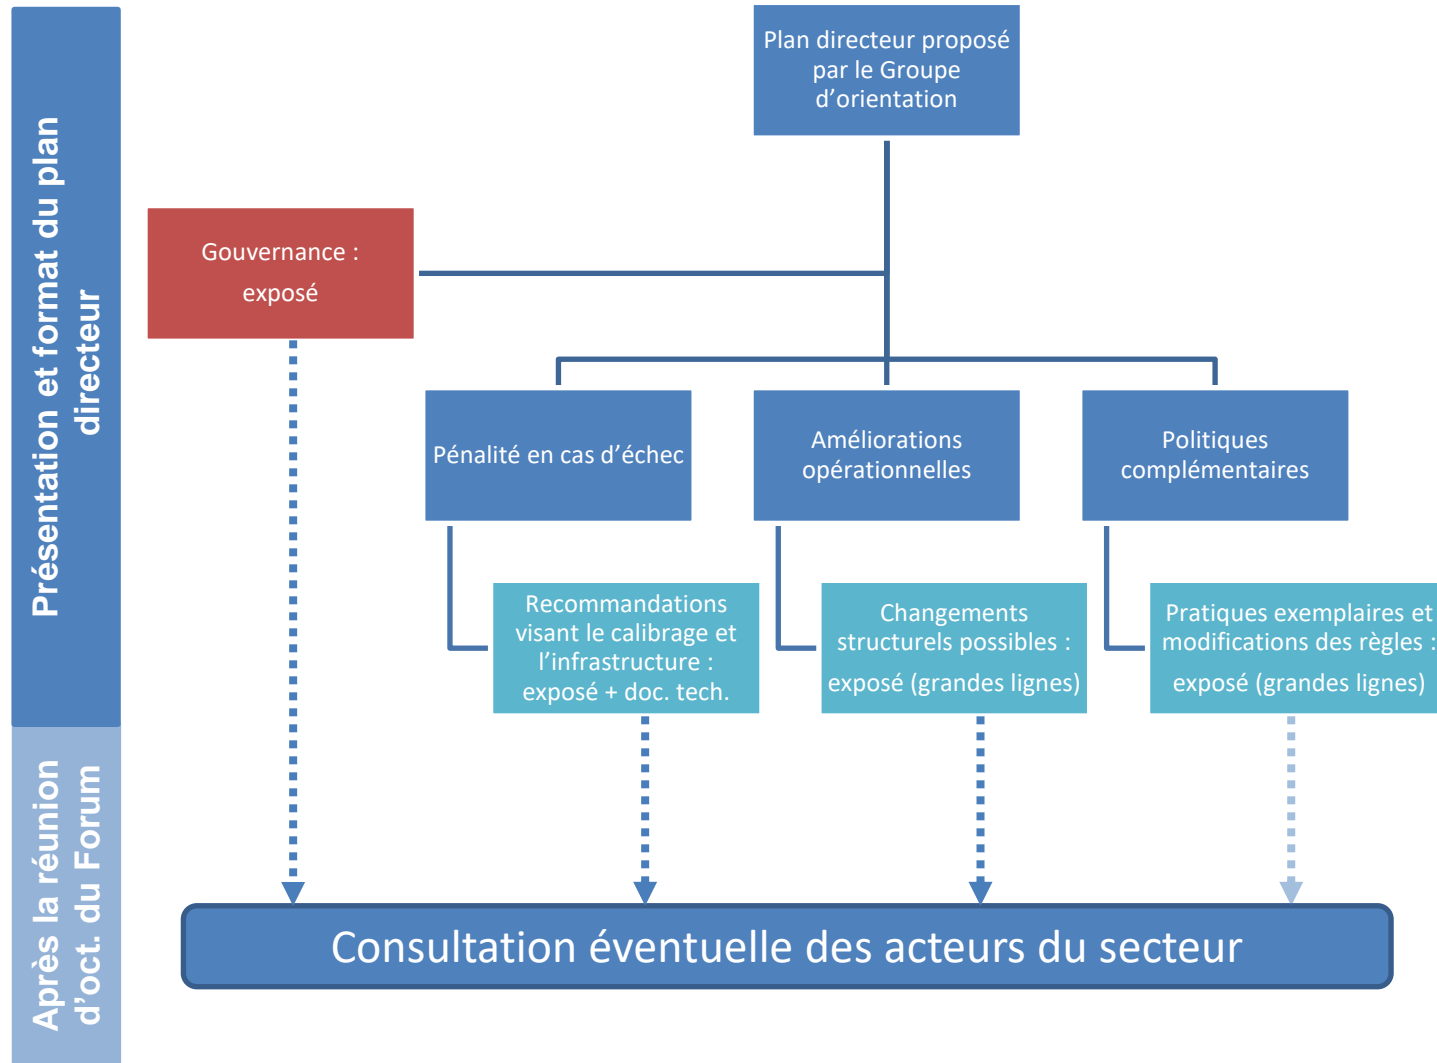 Présentation et format du plan
directeur
Après la réunion
d’oct. du Forum
Plan directeur proposé
par le Groupe
d’orientation
Gouvernance :
exposé
Pénalité en cas d’échec
Améliorations
opérationnelles
Politiques
complémentaires
Recommandations
visant le calibrage et
l’infrastructure :
exposé + doc. tech.
Changements
structurels possibles :
exposé (grandes lignes)
Pratiques exemplaires et
modifications des règles :
exposé (grandes lignes)
Consultation éventuelle des acteurs du secteur